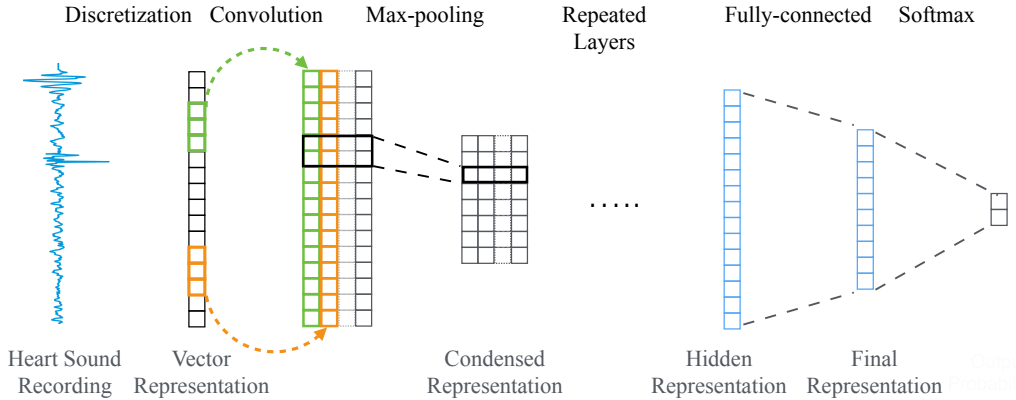 Discretization Convolution Max-pooling Repeated Layers Fully-connected Softmax
.....
Heart Sound Recording
Vector Representation
Condensed Representation
Hidden Representation
Final Representation